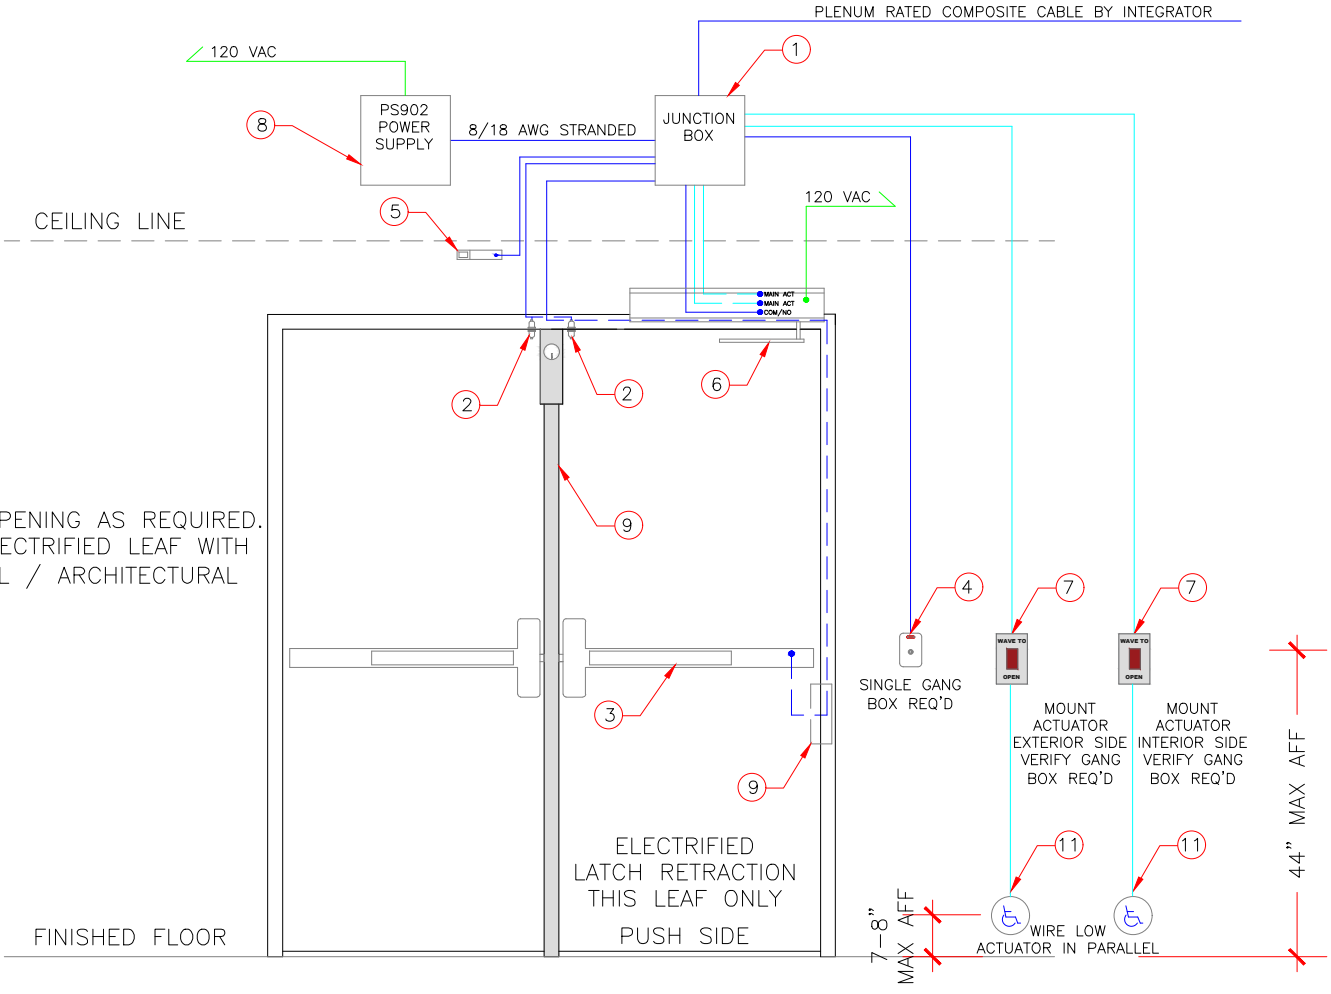 PLENUM RATED COMPOSITE CABLE BY INTEGRATOR
120 VAC
1
PS902
POWER
SUPPLY
8
8/18 AWG STRANDED
JUNCTION
BOX
120 VAC
5
CEILING LINE
MAIN ACT
MAIN ACT
COM/NO
2
2
6
PENING AS REQUIRED.
ECTRIFIED LEAF WITH
L / ARCHITECTURAL
9
4
7
7
WAVE TO
OPEN
WAVE TO
OPEN
SINGLE GANG
BOX REQ'D
3
MOUNT
ACTUATOR
EXTERIOR SIDE
VERIFY GANG
BOX REQ'D
MOUNT
ACTUATOR
INTERIOR SIDE
VERIFY GANG
BOX REQ'D
9
44" MAX AFF
ELECTRIFIED
LATCH RETRACTION
THIS LEAF ONLY
PUSH SIDE
11
11
7-8"
MAX AFF
WIRE LOW
ACTUATOR IN PARALLEL
FINISHED FLOOR